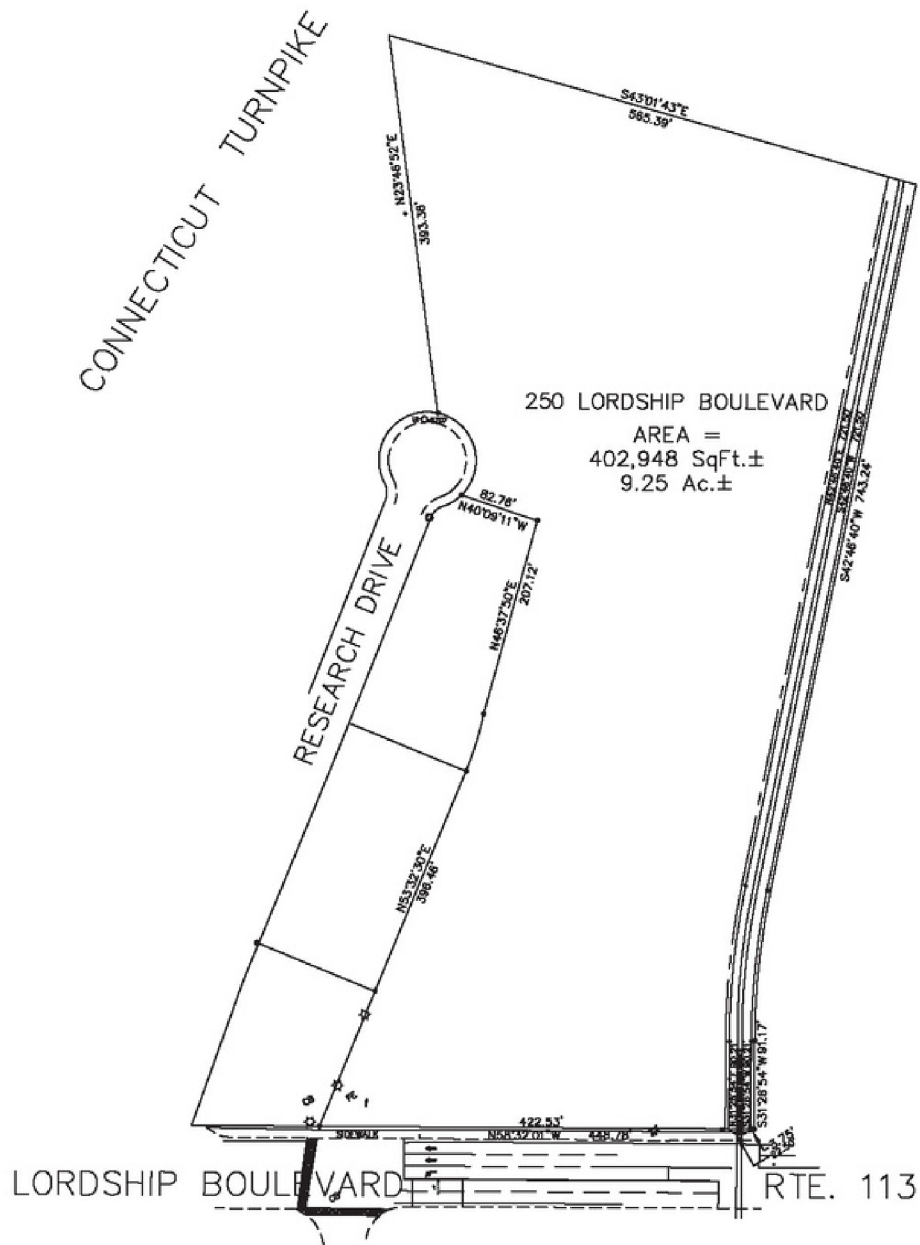 CONNECTICUT TURNPIKE
S43°01'43"E
565.39'
N23°46'52"E
393.38'
250 LORDSHIP BOULEVARD
AREA =
402,948 SqFt.±
9.25 Ac.±
82.76'
N40°09'11"W
N46°37'50"E
207.12'
S42°46'40"W 743.24'
RESEARCH DRIVE
N53°32'30"E
396.46'
S31°28'54"W 91.17'
422.53'
SIDEWALK
N58°32'01"W 448.78'
LORDSHIP BOULEVARD
RTE. 113